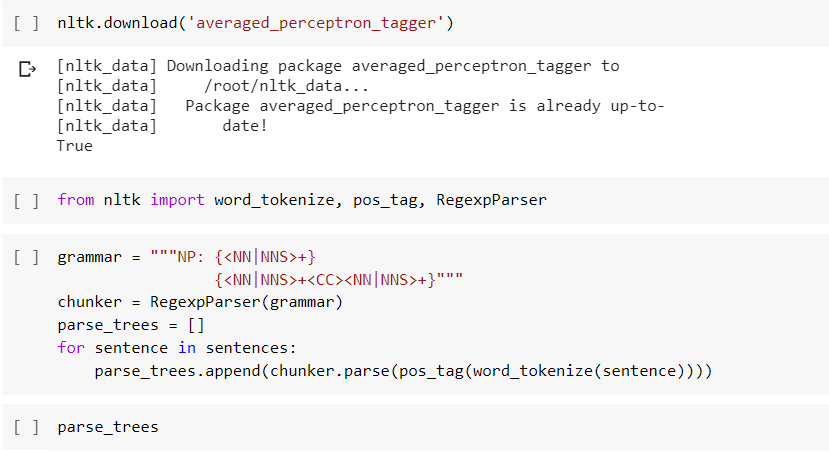 [ ] nltk.download('averaged_perceptron_tagger')
[nltk_data] Downloading package averaged_perceptron_tagger to
[nltk_data]     /root/nltk_data...
[nltk_data]   Package averaged_perceptron_tagger is already up-to-
[nltk_data]       date!
True
[ ] from nltk import word_tokenize, pos_tag, RegexpParser
[ ] grammar = """NP: {<NN|NNS>+}
                 {<NN|NNS>+<CC><NN|NNS>+}"""
chunker = RegexpParser(grammar)
parse_trees = []
for sentence in sentences:
    parse_trees.append(chunker.parse(pos_tag(word_tokenize(sentence))))
[ ] parse_trees